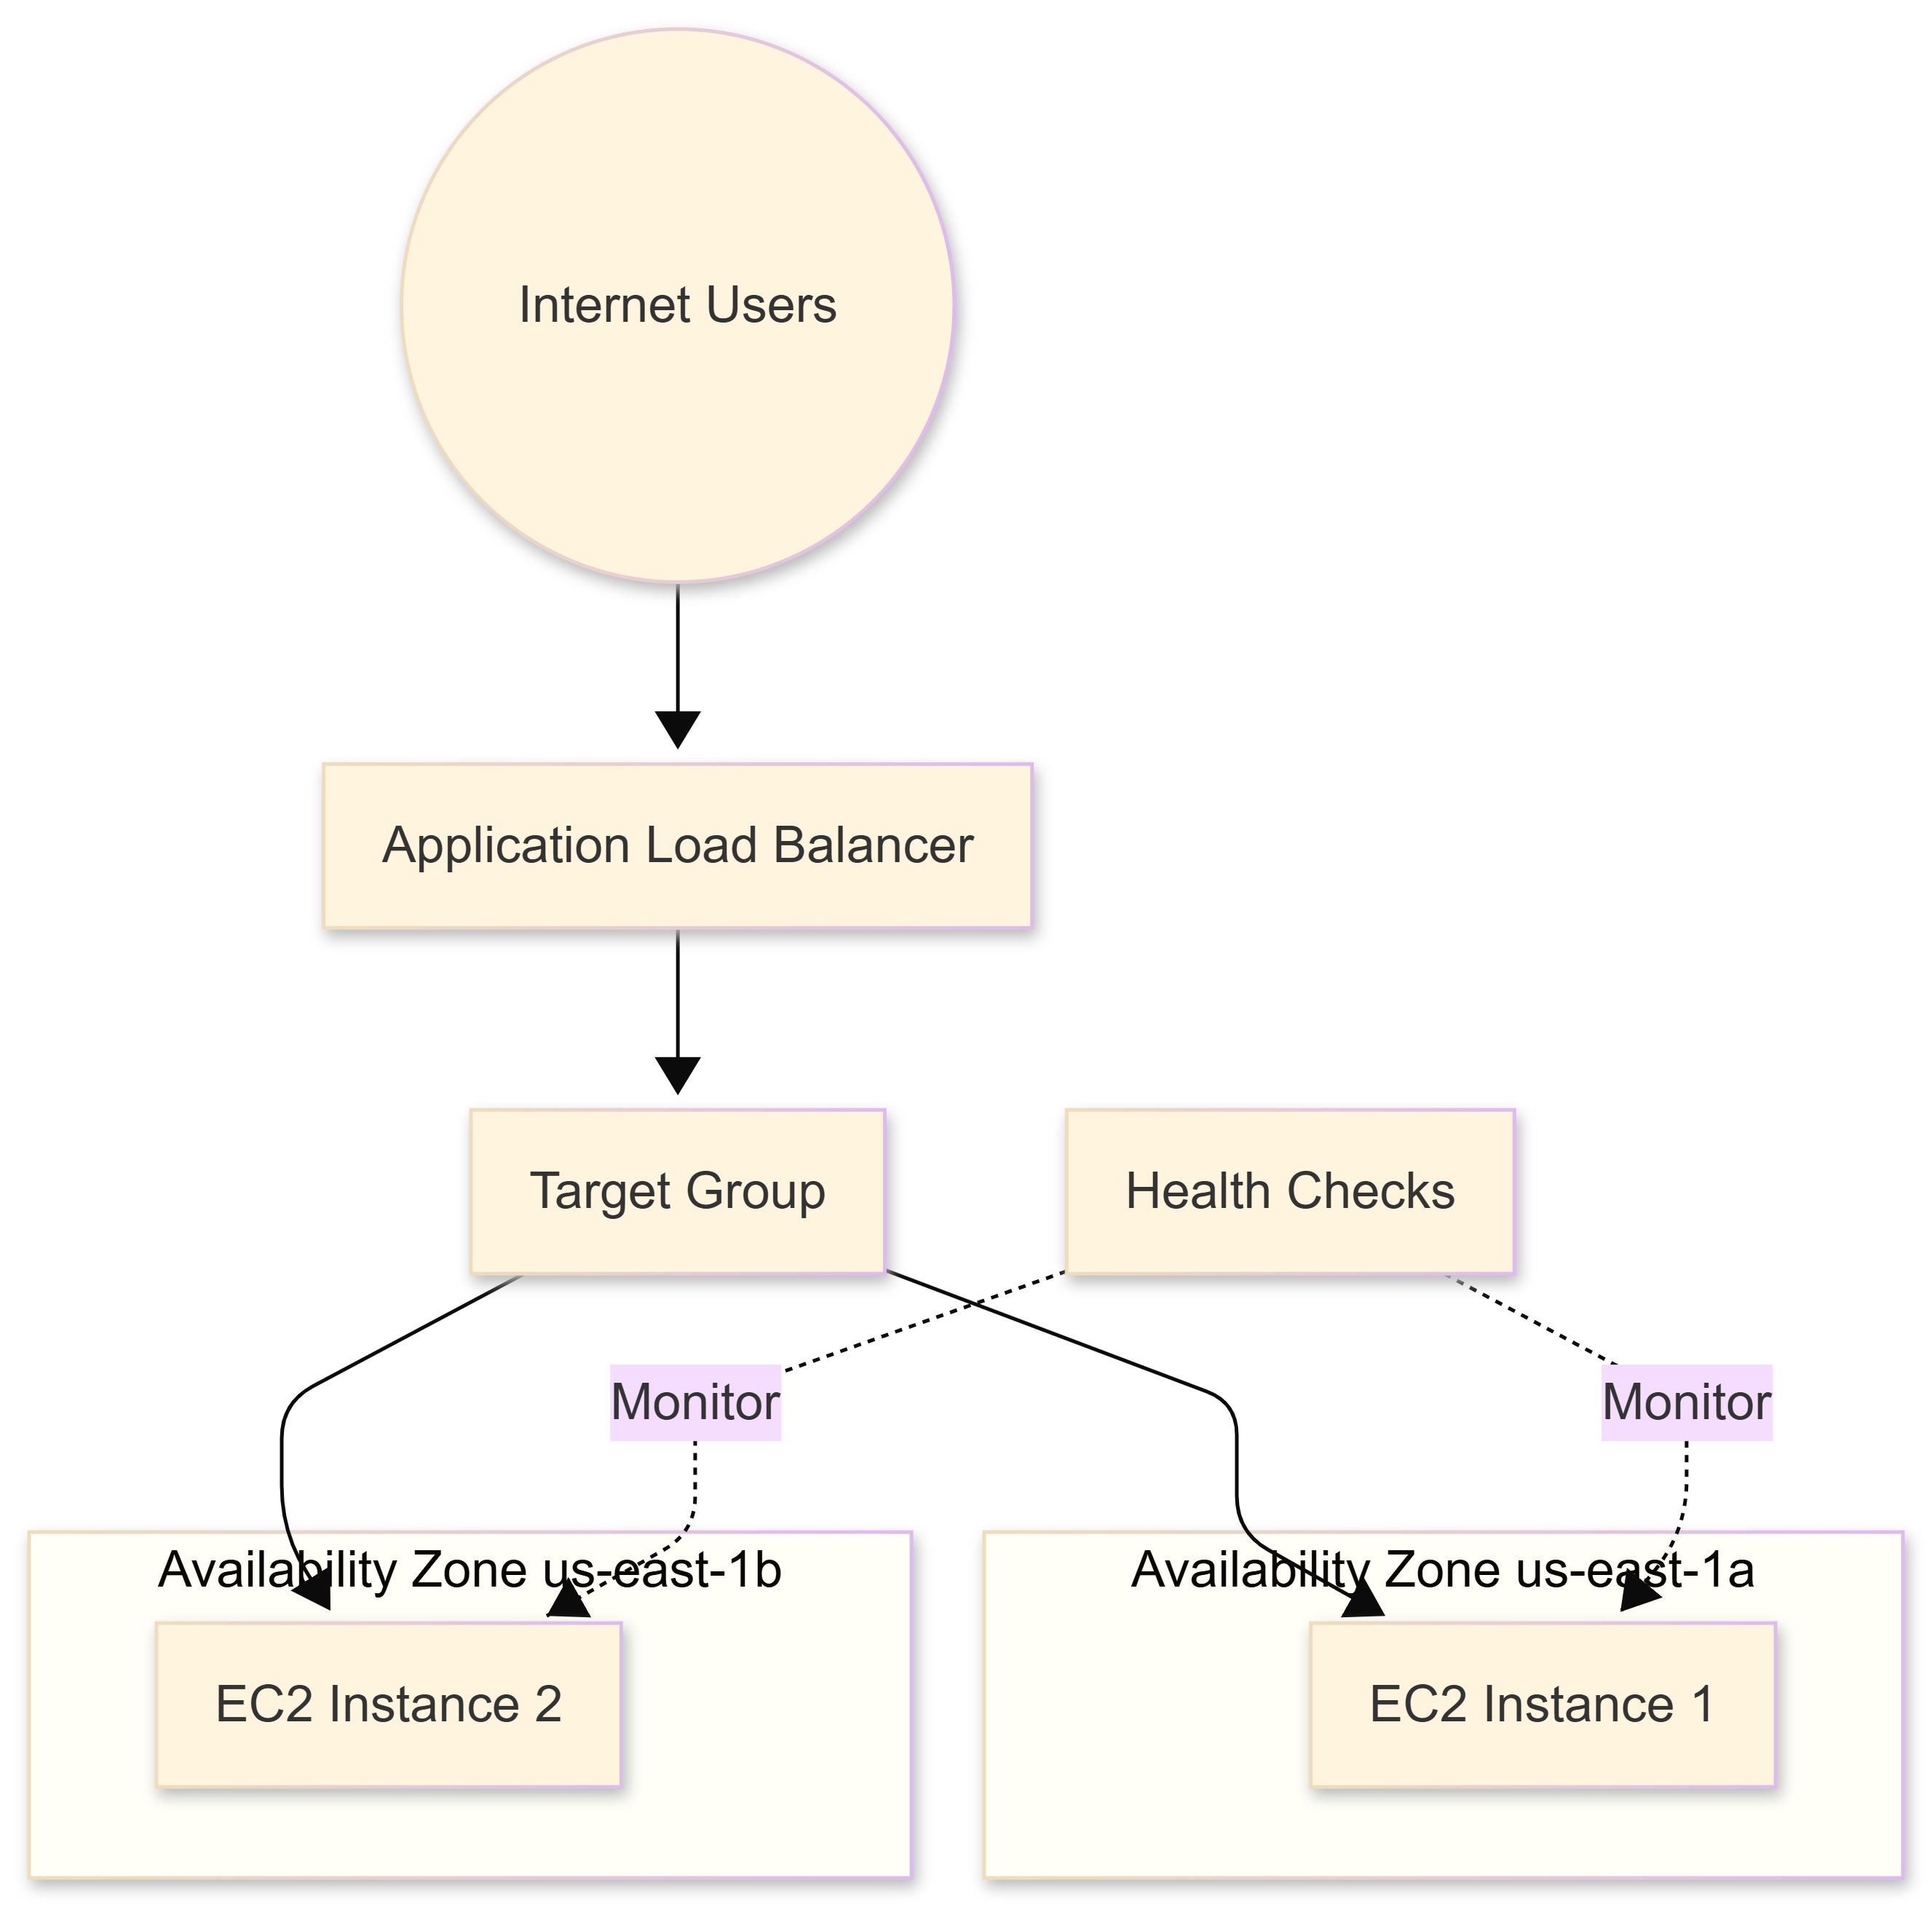 Internet Users
Application Load Balancer
Target Group
Health Checks
Monitor
Monitor
Availability Zone us-east-1b
Availability Zone us-east-1a
EC2 Instance 2
EC2 Instance 1